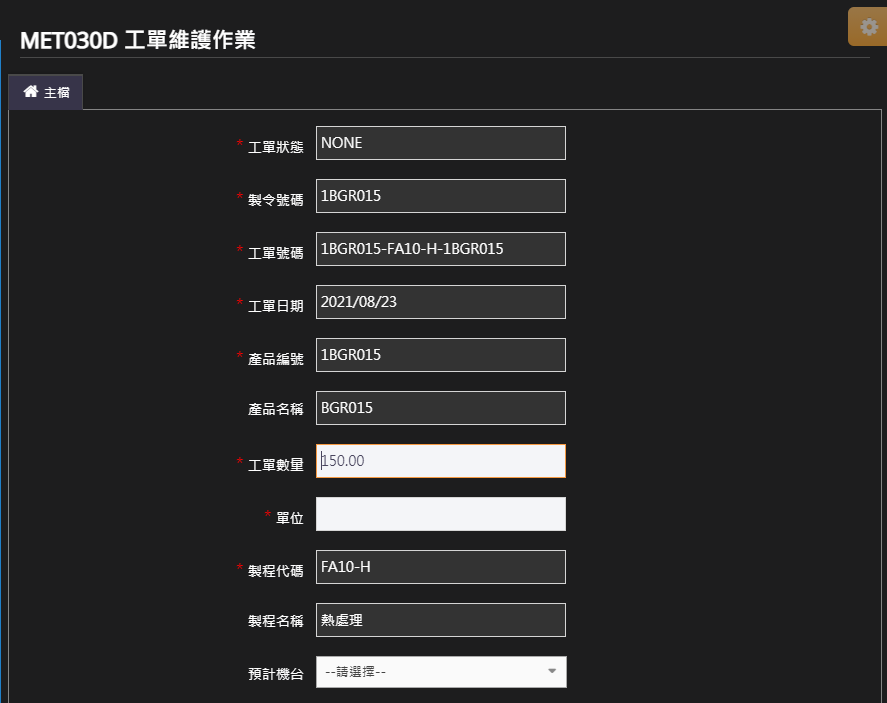 MET030D 工單維護作業
主檔
* 工單狀態 NONE
* 製令號碼 1BGR015
* 工單號碼 1BGR015-FA10-H-1BGR015
* 工單日期 2021/08/23
* 產品編號 1BGR015
產品名稱 BGR015
* 工單數量 150.00
* 單位
* 製程代碼 FA10-H
製程名稱 熱處理
預計機台 --請選擇--